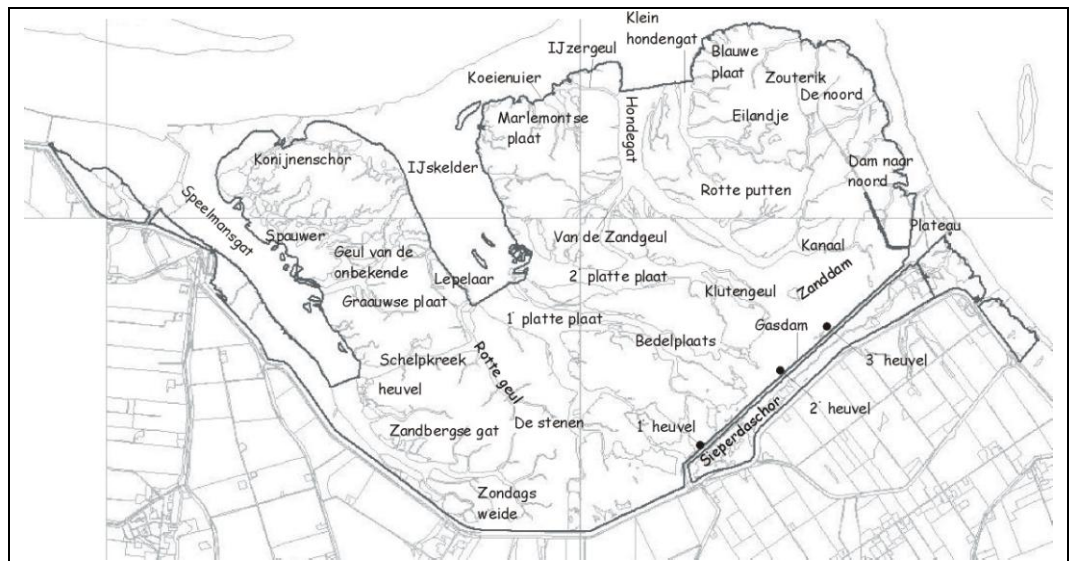 Klein
hondengat
IJzergeul
Blauwe
plaat
Koeienuier
Zouterik
De noord
Marlemontse
plaat
Hondegat
Eilandje
Konijnenschor
IJskelder
Dam naar
noord
Rotte putten
Speelmansgat
Plateau
Spauwer
Van de Zandgeul
Kanaal
Geul van de
onbekende
2 platte plaat
Lepelaar
Zanddam
Klutengeul
Graauwse plaat
1 platte plaat
Gasdam
Bedelplaats
Schelpkreek
Rotte geul
3 heuvel
heuvel
2 heuvel
De stenen
1 heuvel
Zandbergse gat
Sieperdaschor
Zondags
weide